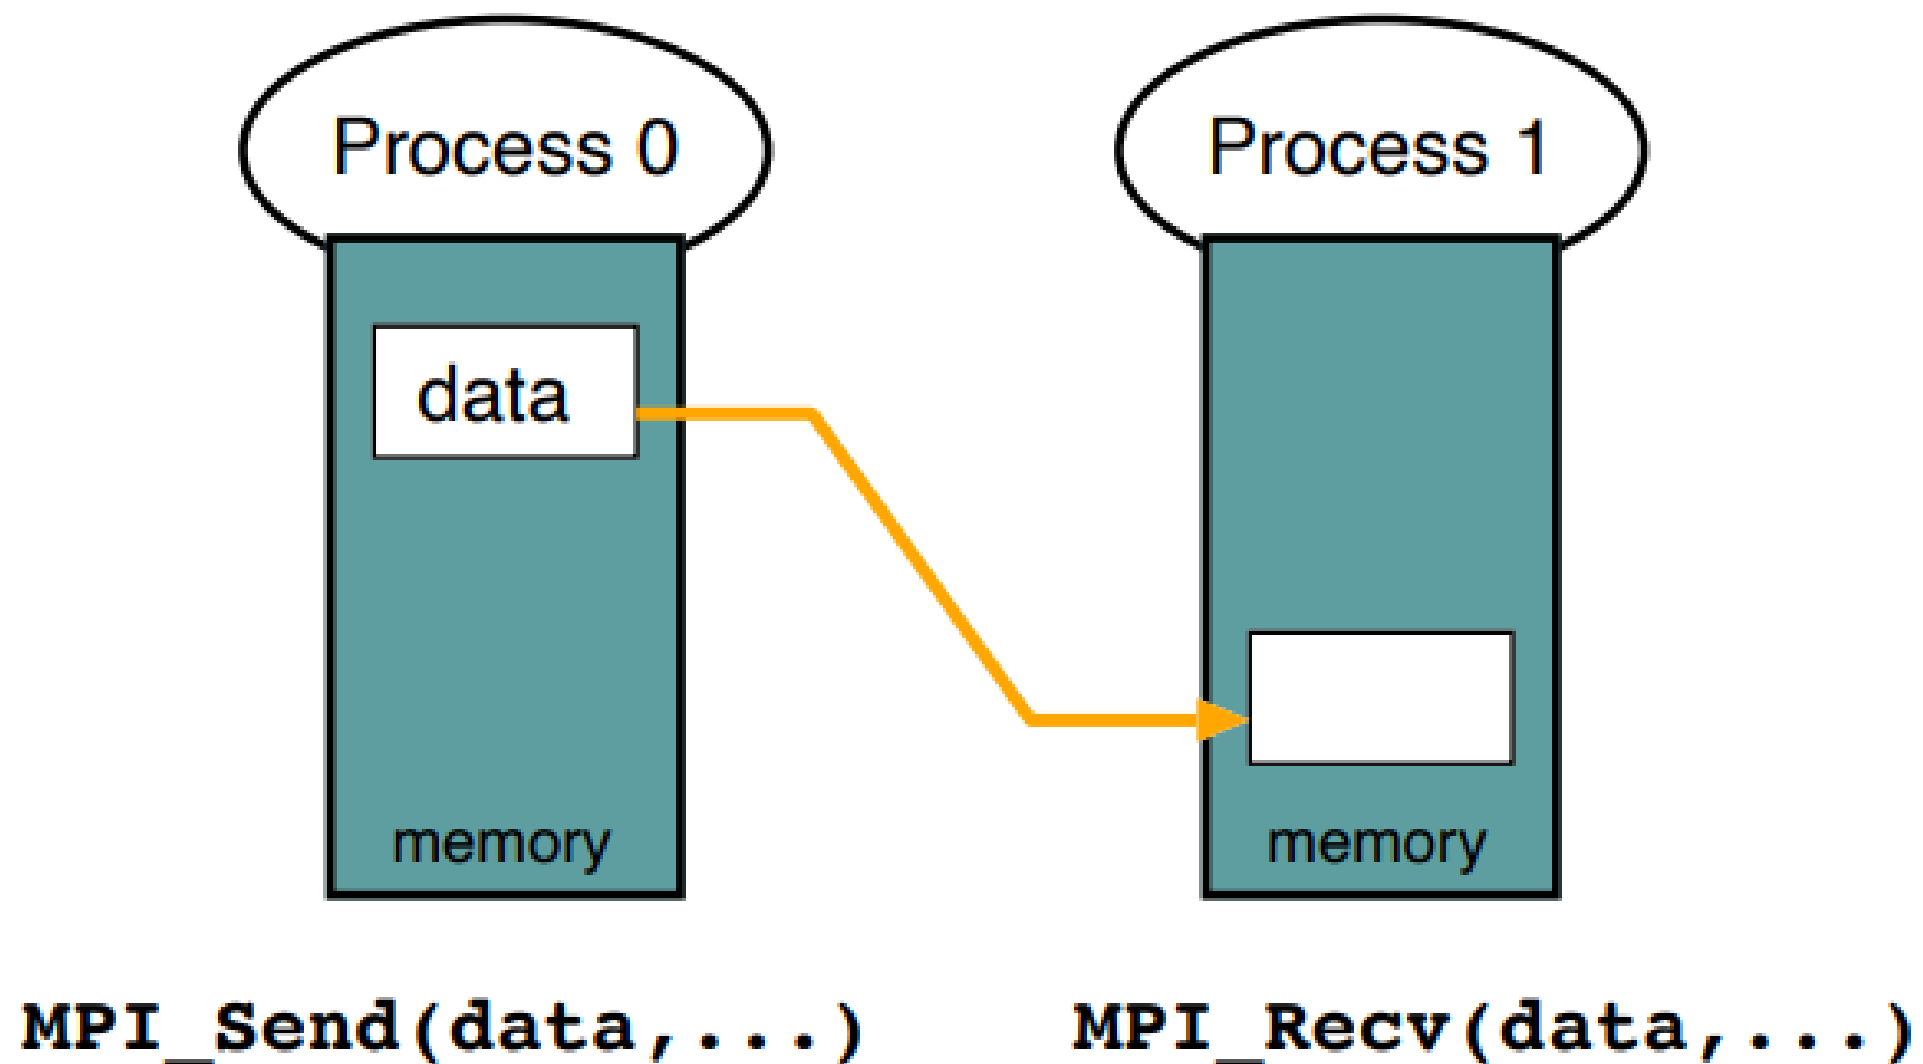 Process 0
Process 1
data
memory
memory
MPI_Send(data,...)
MPI_Recv(data,...)